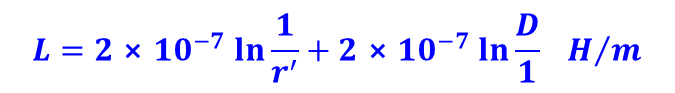 L = 2 × 10⁻⁷ ln 1/r′ + 2 × 10⁻⁷ ln D/1 H/m